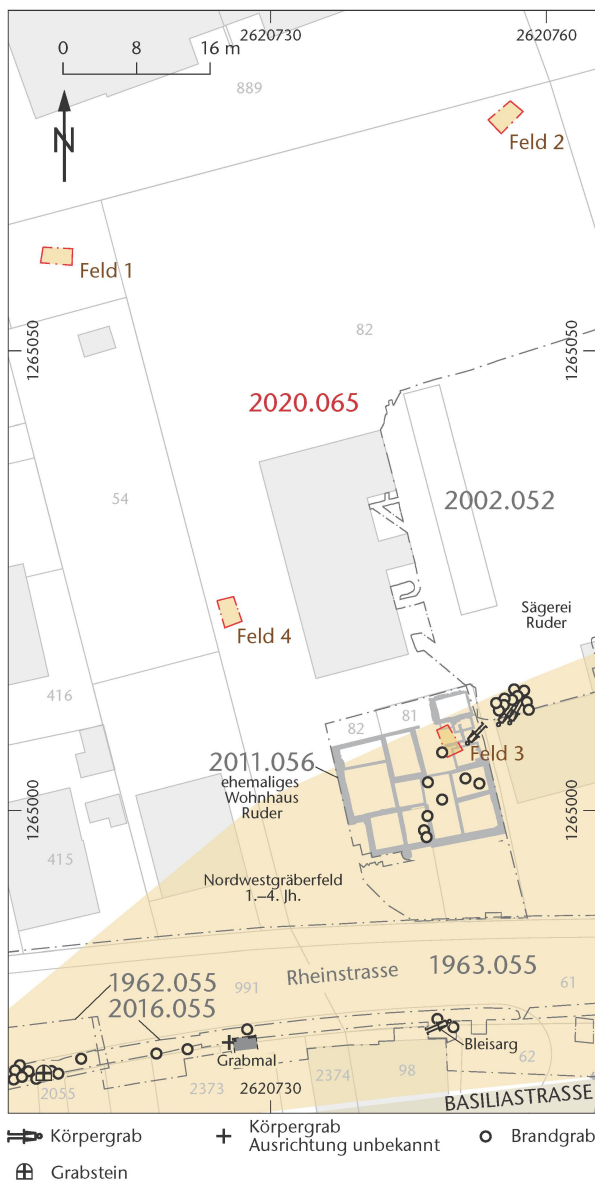 2620730
2620760
0 8 16 m
889
N
Feld 2
Feld 1
1265050
1265050
82
2020.065
54
2002.052
Sägerei
Ruder
Feld 4
416
82
81
2011.056
ehemaliges
Wohnhaus
Ruder
Feld 3
1265000
1265000
415
Nordwestgräberfeld
1.–4. Jh.
1962.055
2016.055
991
Rheinstrasse
1963.055
61
Grabmal
Bleisarg
2055
2373
2620730
2374
98
62
BASILIASTRASSE
Körpergrab
Körpergrab
Ausrichtung unbekannt
Brandgrab
Grabstein